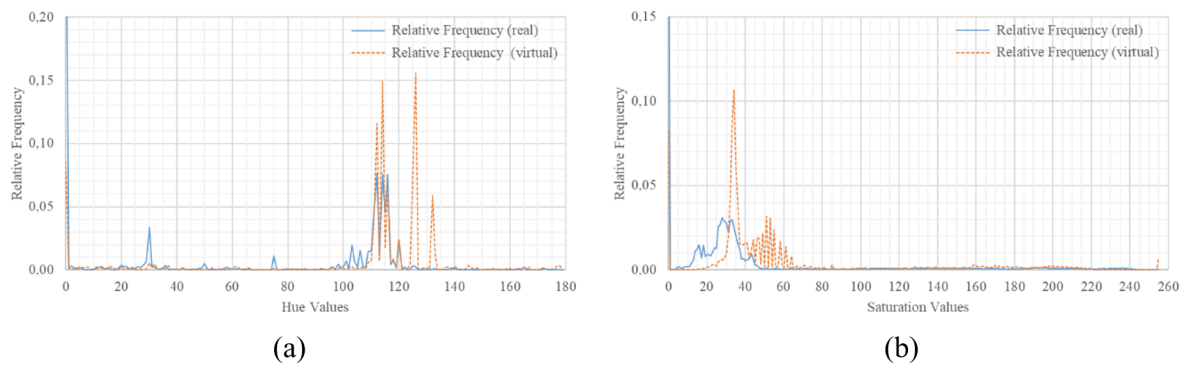 0,20
0,15
0,10
0,05
0,00
Relative Frequency
Relative Frequency (real)
Relative Frequency (virtual)
0 20 40 60 80 100 120 140 160 180
Hue Values
(a)
0,15
0,10
0,05
0,00
Relative Frequency
Relative Frequency (real)
Relative Frequency (virtual)
0 20 40 60 80 100 120 140 160 180 200 220 240 260
Saturation Values
(b)